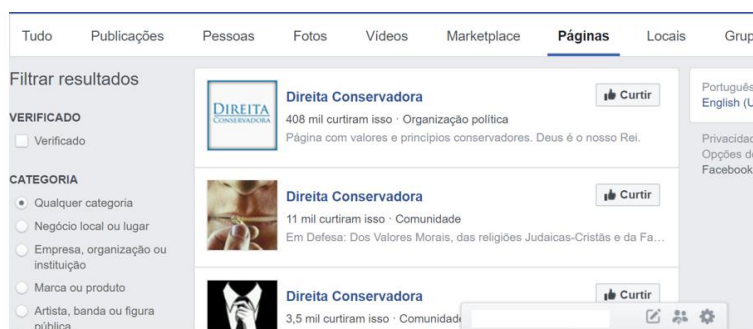 Tudo Publicações Pessoas Fotos Vídeos Marketplace Páginas Locais
Filtrar resultados
VERIFICADO
Verificado
CATEGORIA
Qualquer categoria
Negócio local ou lugar
Empresa, organização ou
instituição
Marca ou produto
Artista, banda ou figura
pública
DIREITA
CONSERVADORA
Direita Conservadora
Curtir
408 mil curtiram isso · Organização política
Página com valores e princípios conservadores. Deus é o nosso Rei.
Direita Conservadora
Curtir
11 mil curtiram isso · Comunidade
Em Defesa: Dos Valores Morais, das religiões Judaicas-Cristãs e da Fa...
Direita Conservadora
Curtir
3,5 mil curtiram isso · Comunidade
Português
English (U
Privacidad
Opções de
Facebook